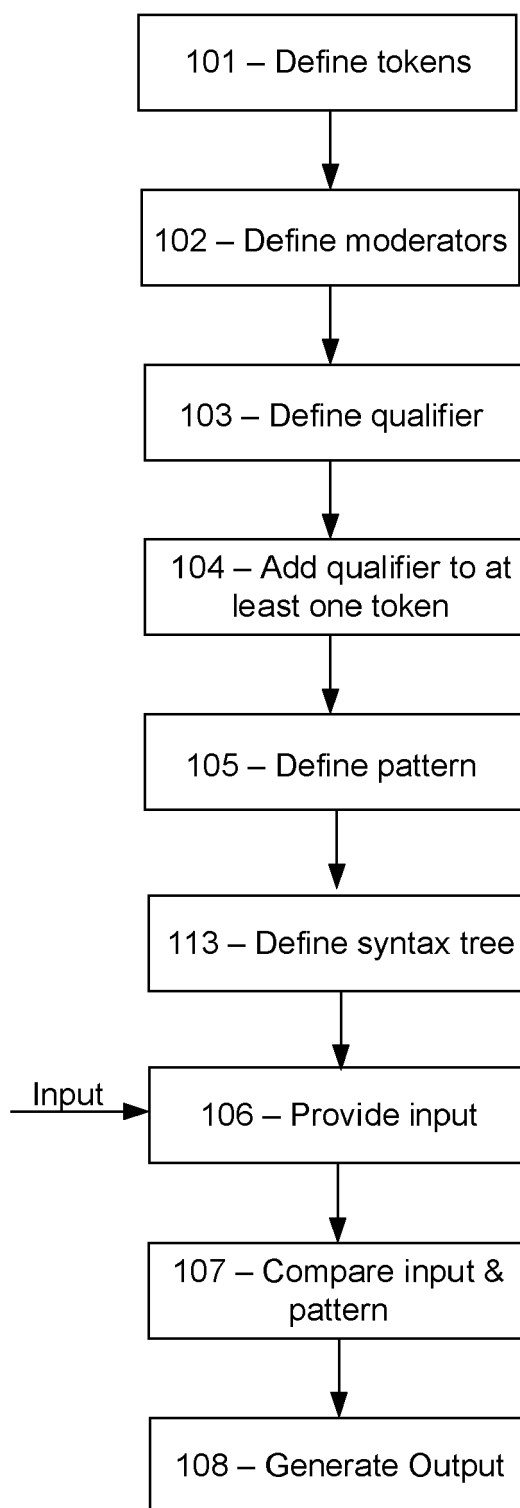 101 – Define tokens
102 – Define moderators
103 – Define qualifier
104 – Add qualifier to at
least one token
105 – Define pattern
113 – Define syntax tree
Input
106 – Provide input
107 – Compare input &
pattern
108 – Generate Output